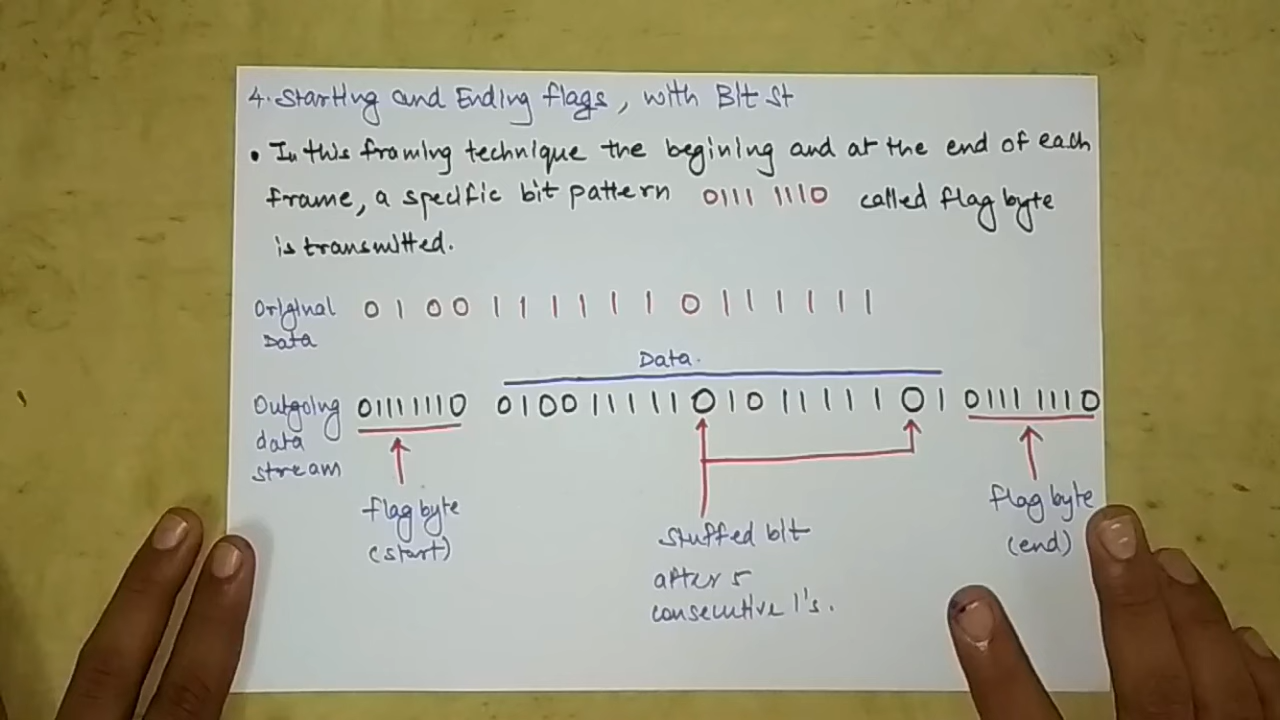 4. Starting and Ending flags, with Bit St
• In this framing technique the begining and at the end of each
frame, a specific bit pattern 0111 1110 called flag byte
is transmitted.
Original Data 0 1 0 0 1 1 1 1 1 1 0 1 1 1 1 1 1
Data.
Outgoing data stream 01111110 0100111110101111101 0111 1110
flag byte
(start)
Stuffed bit
after 5
consecutive 1's.
flag byte
(end)